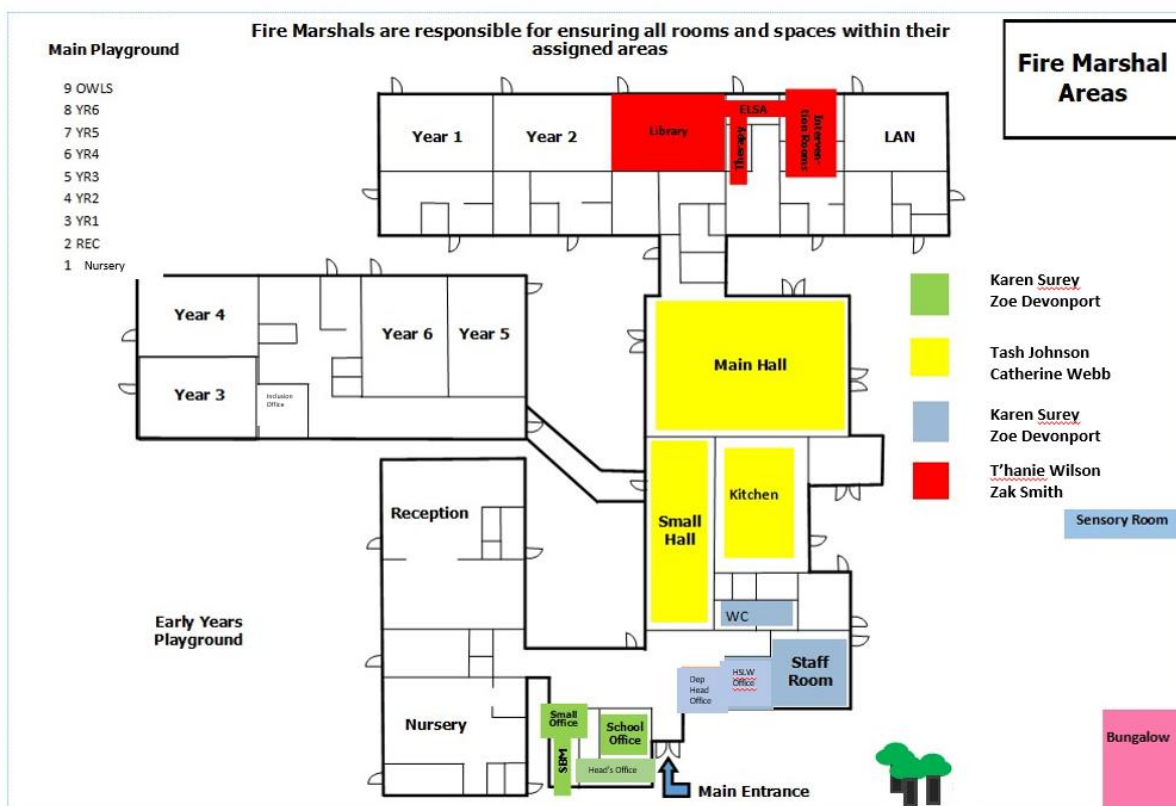 Fire Marshals are responsible for ensuring all rooms and spaces within their
assigned areas
Fire Marshal
Areas
Main Playground
9 OWLS
8 YR6
7 YR5
6 YR4
5 YR3
4 YR2
3 YR1
2 REC
1 Nursery
Year 1
Year 2
Library
ELSA
Therapy
Interven-
tion Rooms
LAN
Year 4
Year 3
Inclusion
Office
Year 6
Year 5
Main Hall
Karen Surey
Zoe Devonport
Tash Johnson
Catherine Webb
Karen Surey
Zoe Devonport
T'hanie Wilson
Zak Smith
Sensory Room
Reception
Small
Hall
Kitchen
WC
Early Years
Playground
Dep
Head
Office
HSLW
Office
Staff
Room
Nursery
Small
Office
School
Office
SBM
Head's Office
Main Entrance
Bungalow